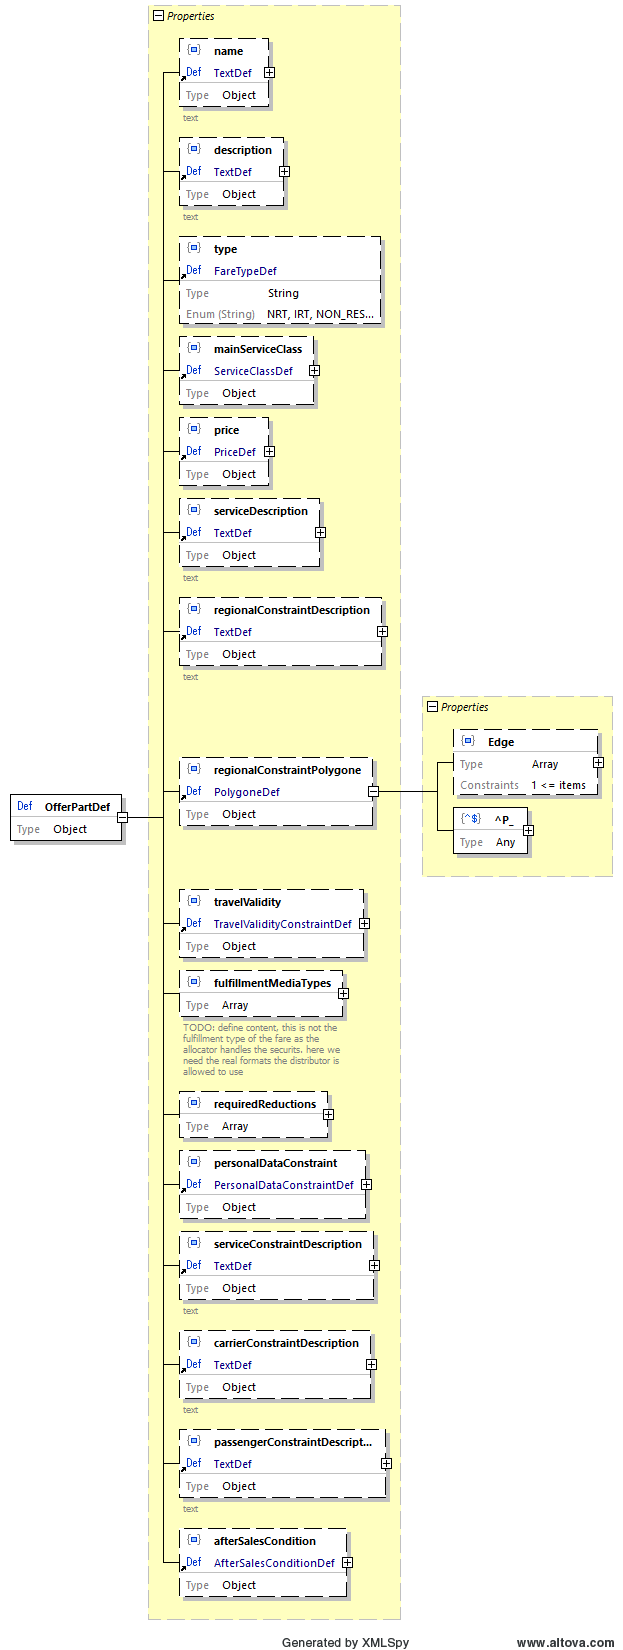 Properties
name
Def TextDef
Type Object
text
description
Def TextDef
Type Object
text
type
Def FareTypeDef
Type String
Enum (String) NRT, IRT, NON_RES...
mainServiceClass
Def ServiceClassDef
Type Object
price
Def PriceDef
Type Object
serviceDescription
Def TextDef
Type Object
text
regionalConstraintDescription
Def TextDef
Type Object
text
regionalConstraintPolygone
Def PolygoneDef
Type Object
Properties
Edge
Type Array
Constraints 1 <= items
{^$} ^P_
Type Any
Def OfferPartDef
Type Object
travelValidity
Def TravelValidityConstraintDef
Type Object
fulfillmentMediaTypes
Type Array
TODO: define content, this is not the
fulfillment type of the fare as the
allocator handles the securits, here we
need the real formats the distributor is
allowed to use
requiredReductions
Type Array
personalDataConstraint
Def PersonalDataConstraintDef
Type Object
serviceConstraintDescription
Def TextDef
Type Object
text
carrierConstraintDescription
Def TextDef
Type Object
text
passengerConstraintDescript...
Def TextDef
Type Object
text
afterSalesCondition
Def AfterSalesConditionDef
Type Object
Generated by XMLSpy www.altova.com